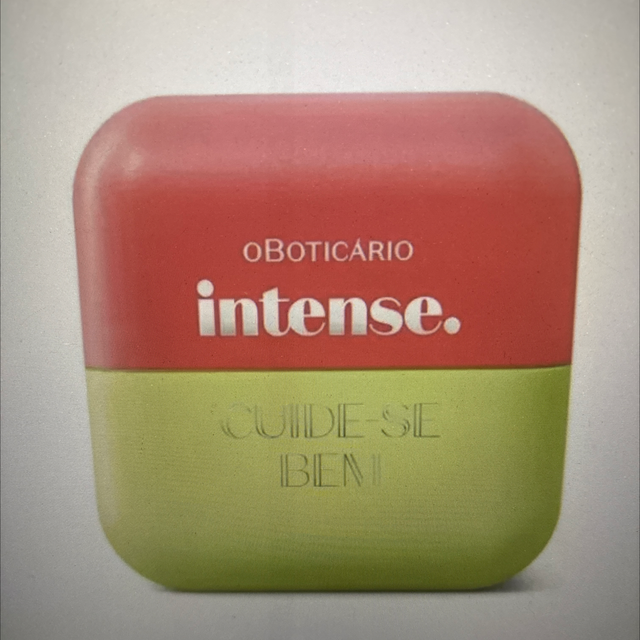 oBOTICÁRIO
intense.
CUIDE-SE
BEM